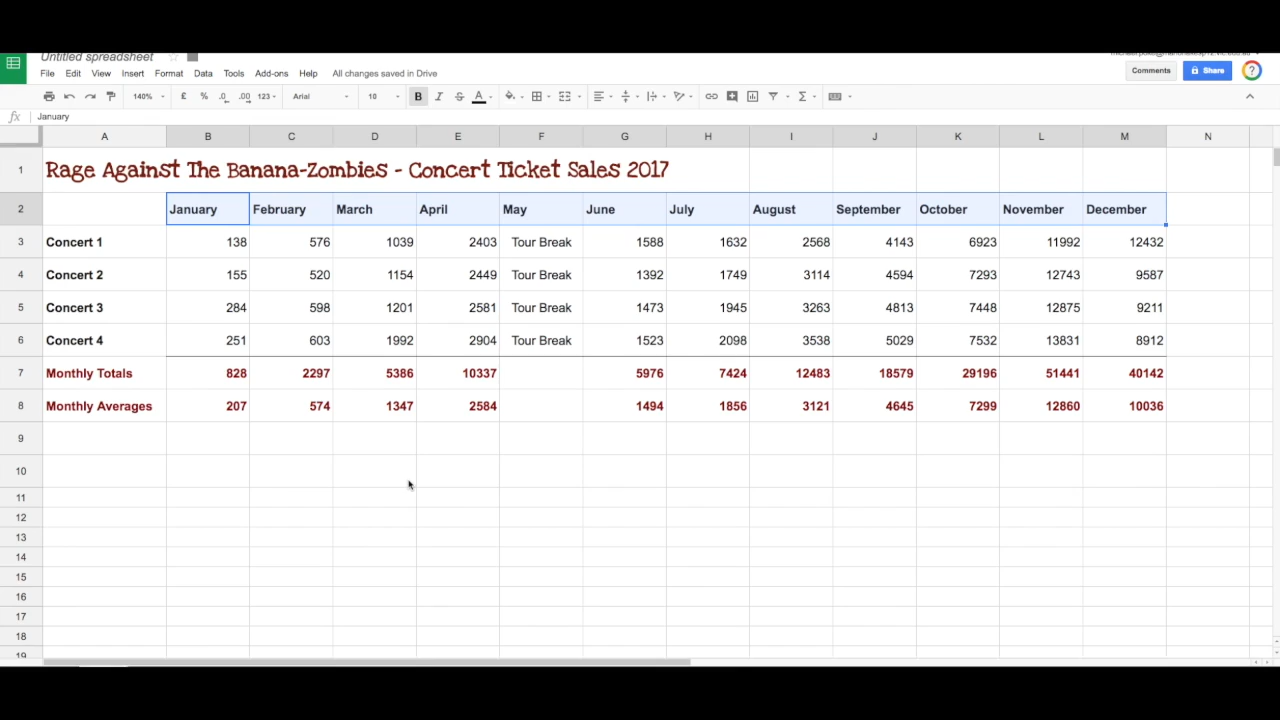 Untitled spreadsheet
File Edit View Insert Format Data Tools Add-ons Help All changes saved in Drive
Comments Share ?
140% £ % .0 .00 123 Arial 10 B I S A Σ
fx January
A B C D E F G H I J K L M N
1 Rage Against The Banana-Zombies - Concert Ticket Sales 2017
2 January February March April May June July August September October November December
3 Concert 1 138 576 1039 2403 Tour Break 1588 1632 2568 4143 6923 11992 12432
4 Concert 2 155 520 1154 2449 Tour Break 1392 1749 3114 4594 7293 12743 9587
5 Concert 3 284 598 1201 2581 Tour Break 1473 1945 3263 4813 7448 12875 9211
6 Concert 4 251 603 1992 2904 Tour Break 1523 2098 3538 5029 7532 13831 8912
7 Monthly Totals 828 2297 5386 10337 5976 7424 12483 18579 29196 51441 40142
8 Monthly Averages 207 574 1347 2584 1494 1856 3121 4645 7299 12860 10036
9
10
11
12
13
14
15
16
17
18
19